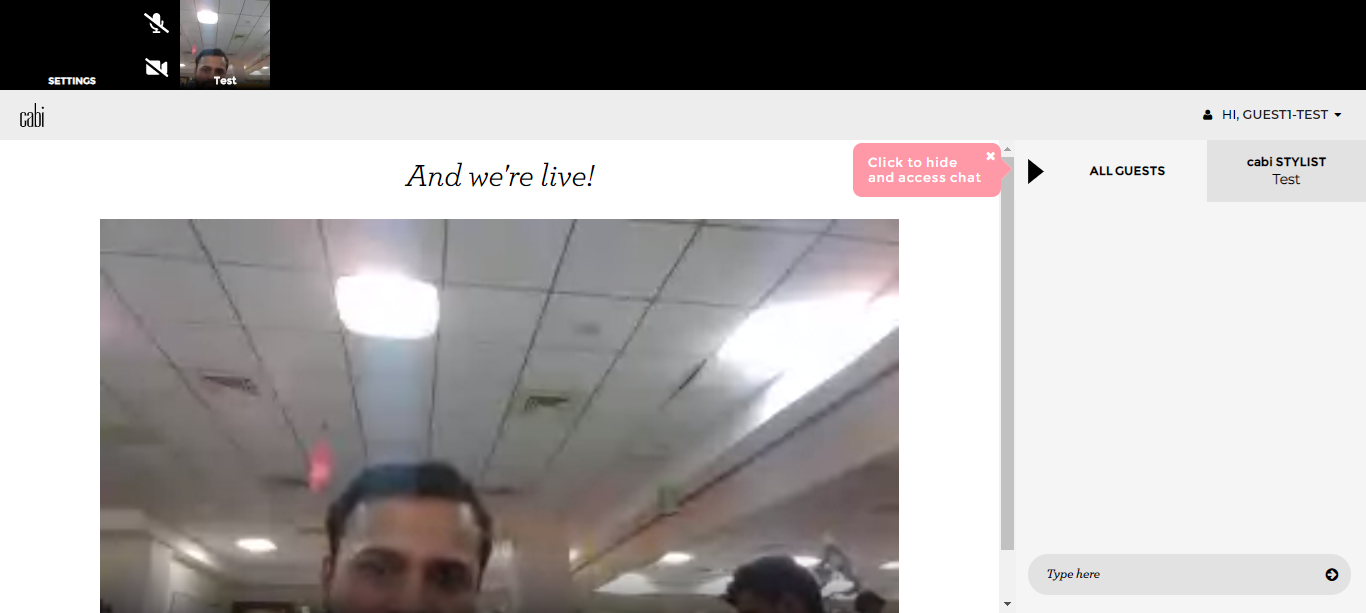 SETTINGS
Test
cabi
HI, GUEST1-TEST
And we're live!
Click to hide
and access chat
ALL GUESTS
cabi STYLIST
Test
Type here